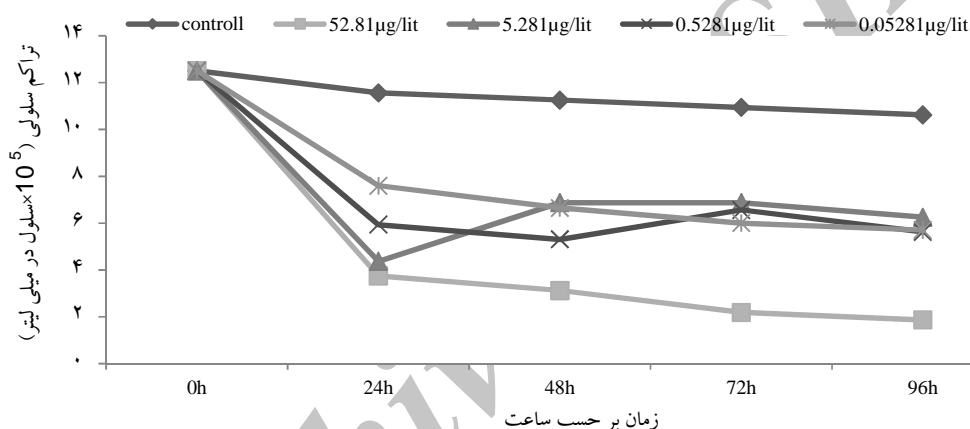 controll 52.81µg/lit 5.281µg/lit 0.5281µg/lit 0.05281µg/lit
تراکم سلولی (10⁵×سلول در میلی لیتر)
۱۴
۱۲
۱۰
۸
۶
۴
۲
۰
0h 24h 48h 72h 96h
زمان بر حسب ساعت